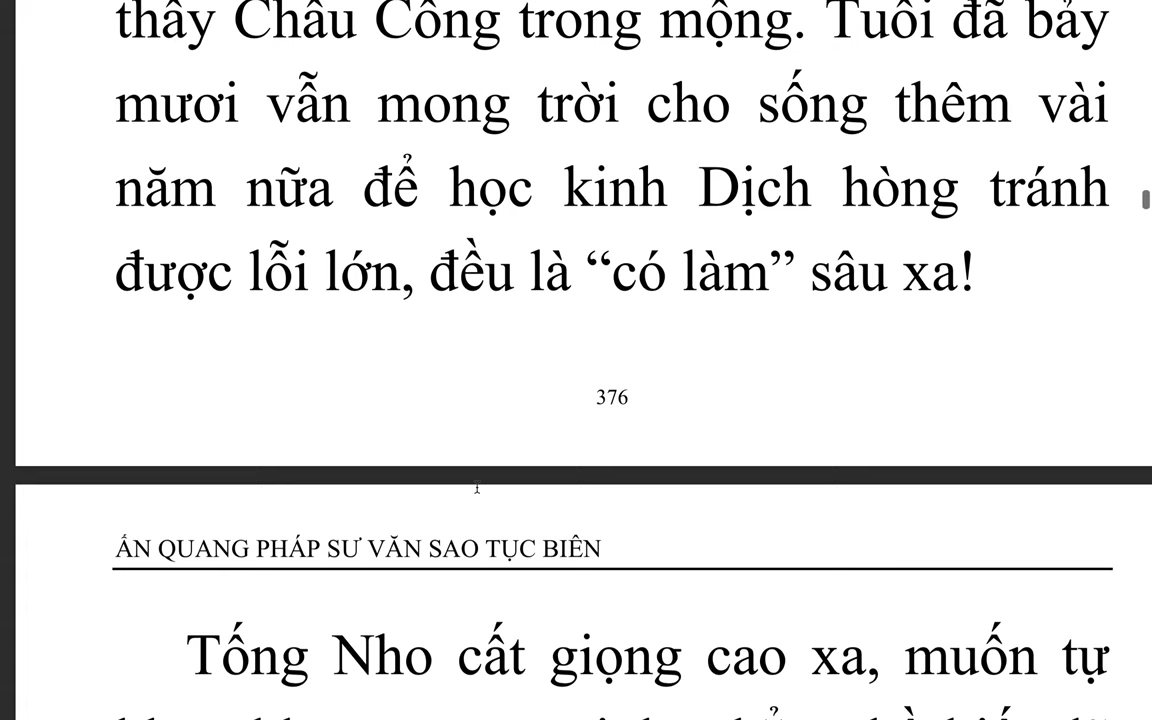 thấy Châu Công trong mộng. Tuổi đã bảy
mươi vẫn mong trời cho sống thêm vài
năm nữa để học kinh Dịch hòng tránh
được lỗi lớn, đều là “có làm” sâu xa!
376
ẤN QUANG PHÁP SƯ VĂN SAO TỤC BIÊN
Tống Nho cất giọng cao xa, muốn tự